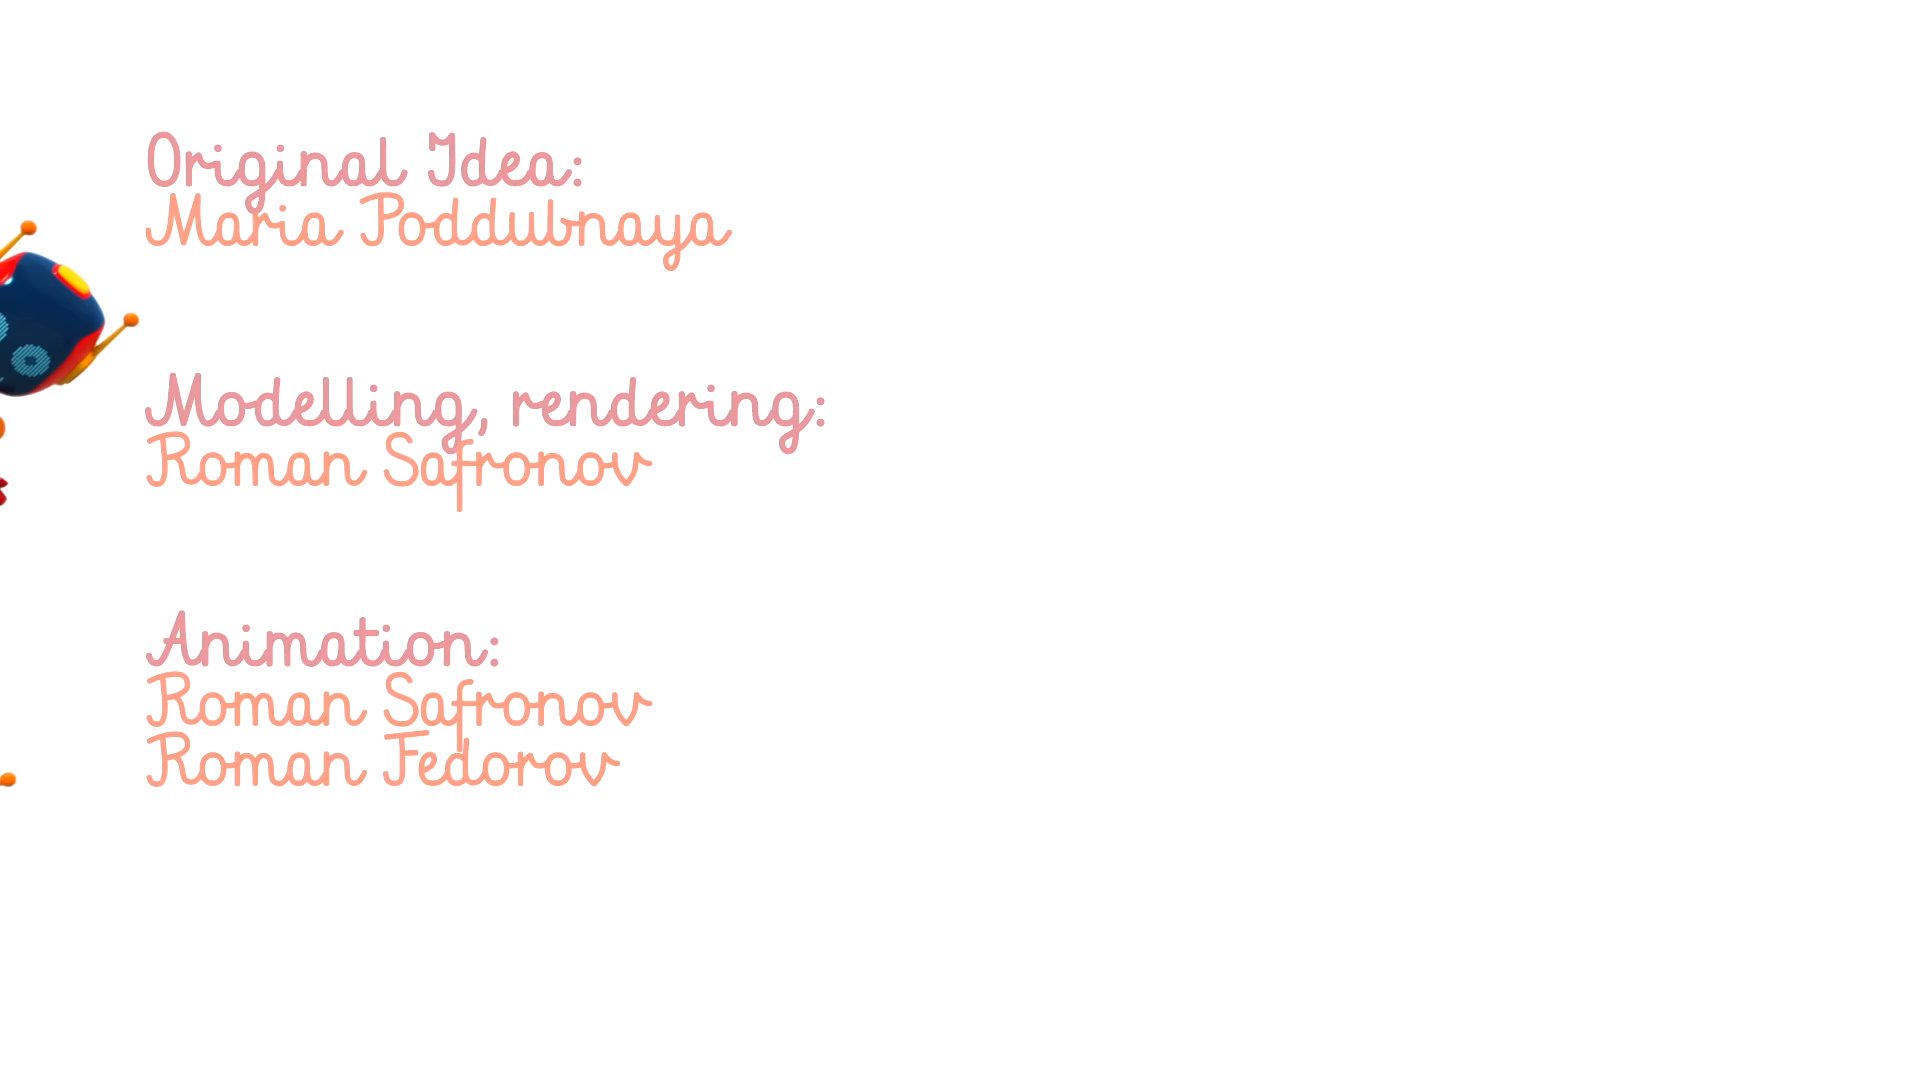 Original Idea:
Maria Poddubnaya
Modelling, rendering:
Roman Safronov
Animation:
Roman Safronov
Roman Fedorov